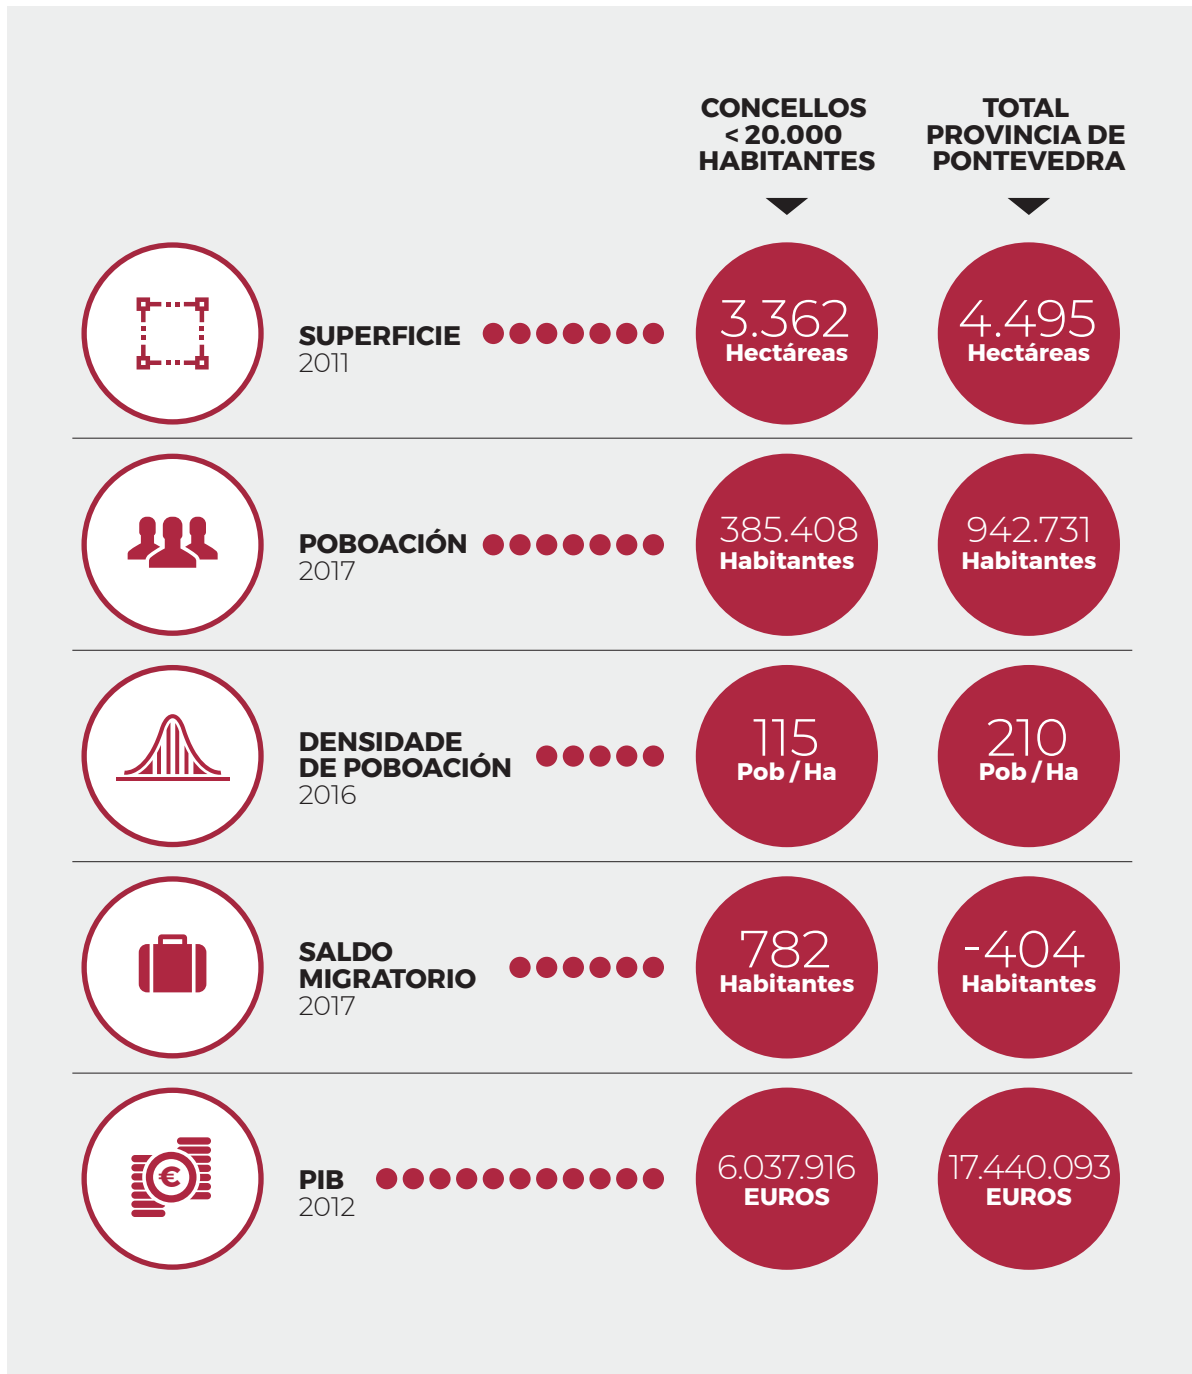 CONCELLOS
< 20.000
HABITANTES
TOTAL
PROVINCIA DE
PONTEVEDRA
SUPERFICIE
2011
3.362
Hectáreas
4.495
Hectáreas
POBOACIÓN
2017
385.408
Habitantes
942.731
Habitantes
DENSIDADE
DE POBOACIÓN
2016
115
Pob / Ha
210
Pob / Ha
SALDO
MIGRATORIO
2017
782
Habitantes
-404
Habitantes
€
PIB
2012
6.037.916
EUROS
17.440.093
EUROS